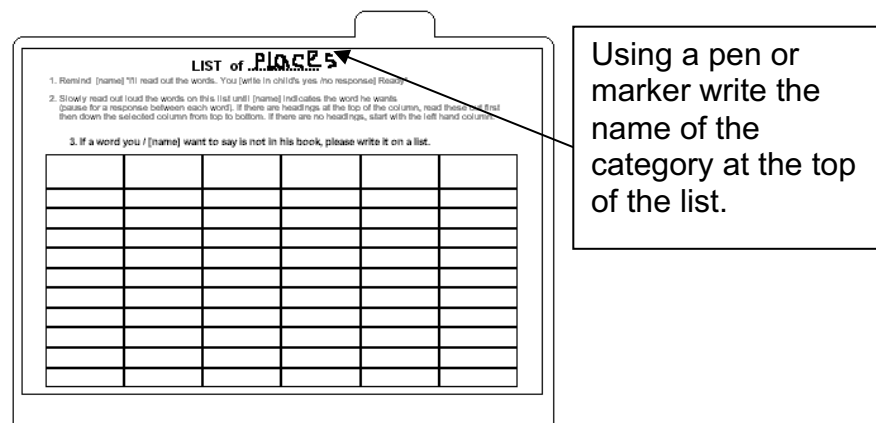 LIST of Places
1. Remind [name] "I'll read out the words. You [write in child's yes /no response] Ready"
2. Slowly read out loud the words on this list until [name] indicates the word he wants
(pause for a response between each word). If there are headings at the top of the column, read these out first
then down the selected column from top to bottom. If there are no headings, start with the left hand column.
3. If a word you / [name] want to say is not in his book, please write it on a list.
Using a pen or
marker write the
name of the
category at the top
of the list.